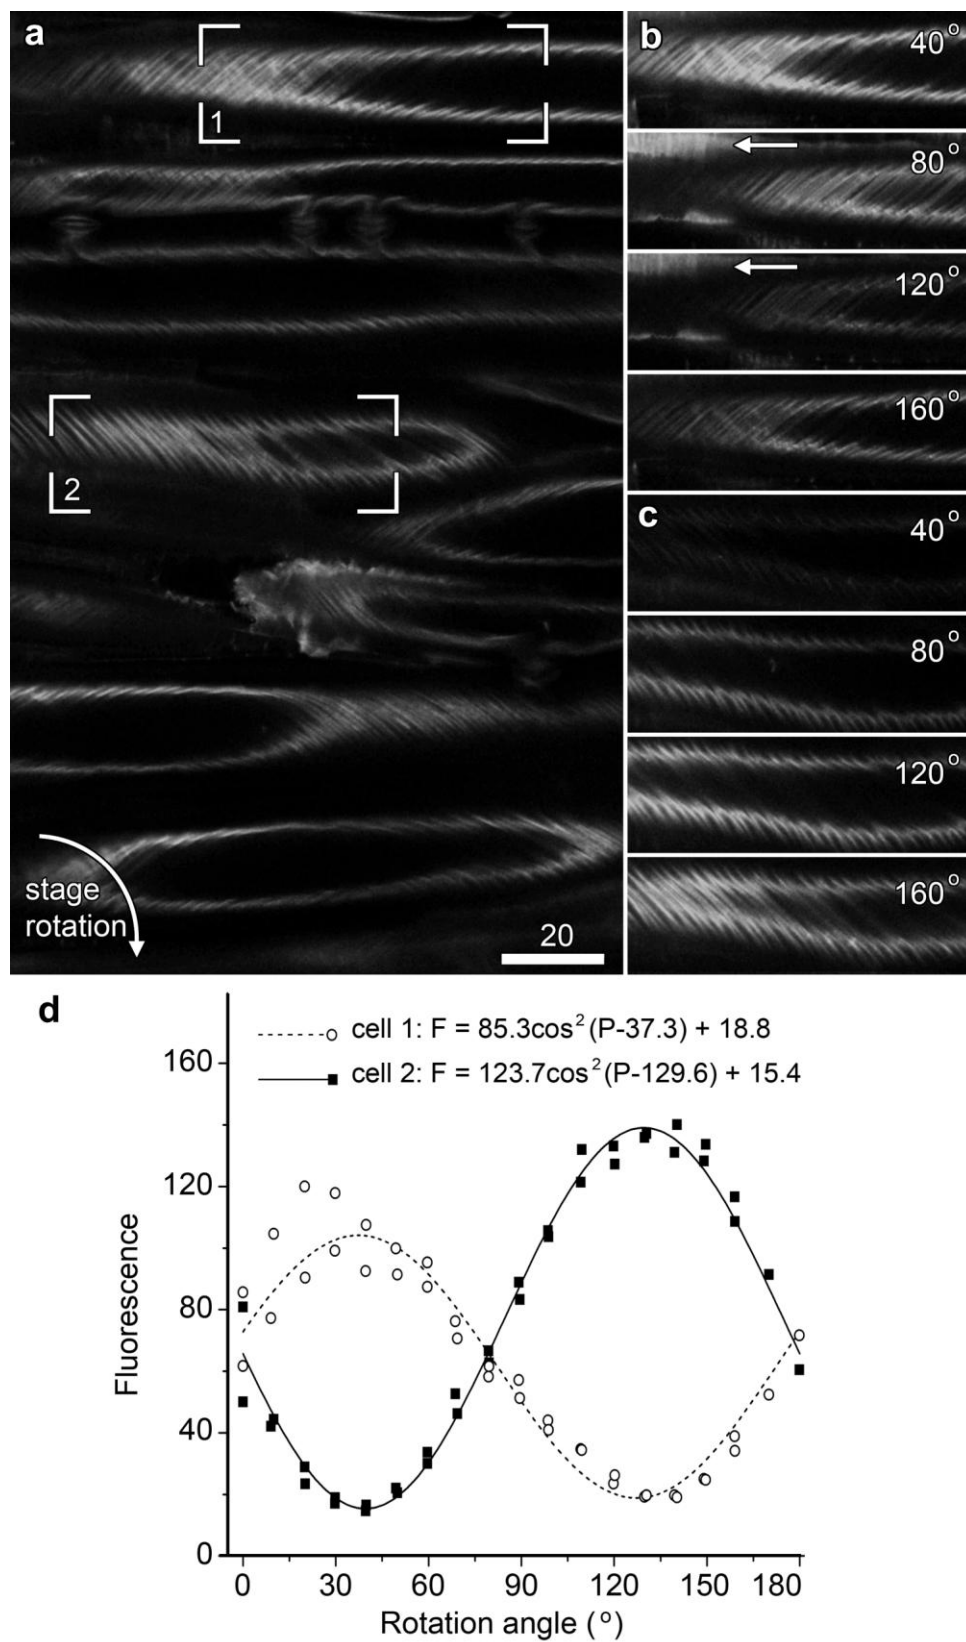 a
1
2
stage
rotation
20
b
40°
80°
120°
160°
c
40°
80°
120°
160°
d
cell 1: F = 85.3cos²(P-37.3) + 18.8
cell 2: F = 123.7cos²(P-129.6) + 15.4
Fluorescence
160
120
80
40
0
0 30 60 90 120 150 180
Rotation angle (°)